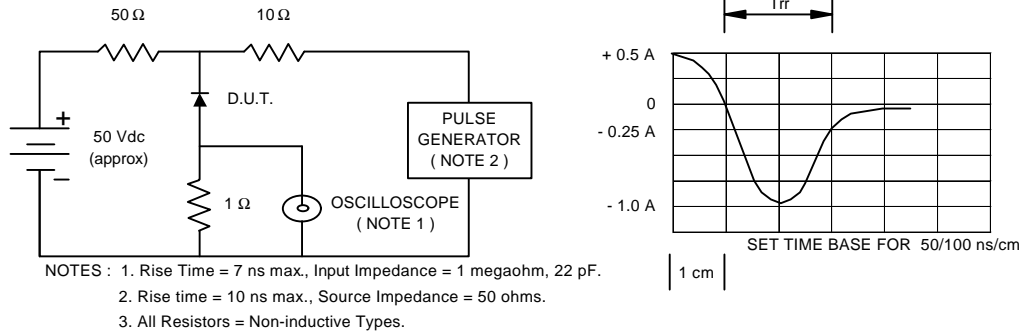 50 Ω
10 Ω
D.U.T.
+
50 Vdc
(approx)
−
1 Ω
PULSE
GENERATOR
( NOTE 2 )
OSCILLOSCOPE
( NOTE 1 )
Trr
+ 0.5 A
0
- 0.25 A
- 1.0 A
SET TIME BASE FOR 50/100 ns/cm
1 cm
NOTES : 1. Rise Time = 7 ns max., Input Impedance = 1 megaohm, 22 pF.
2. Rise time = 10 ns max., Source Impedance = 50 ohms.
3. All Resistors = Non-inductive Types.